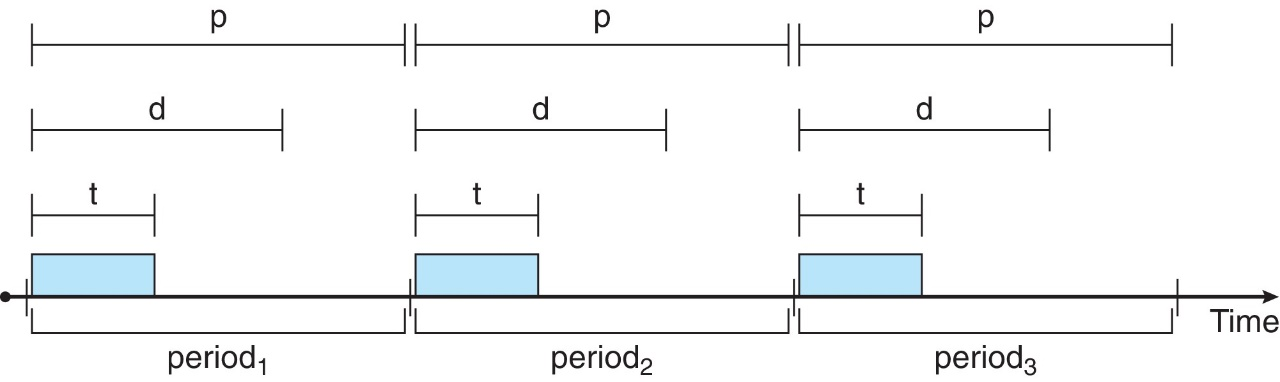 p p p
d d d
t t t
Time
period₁ period₂ period₃